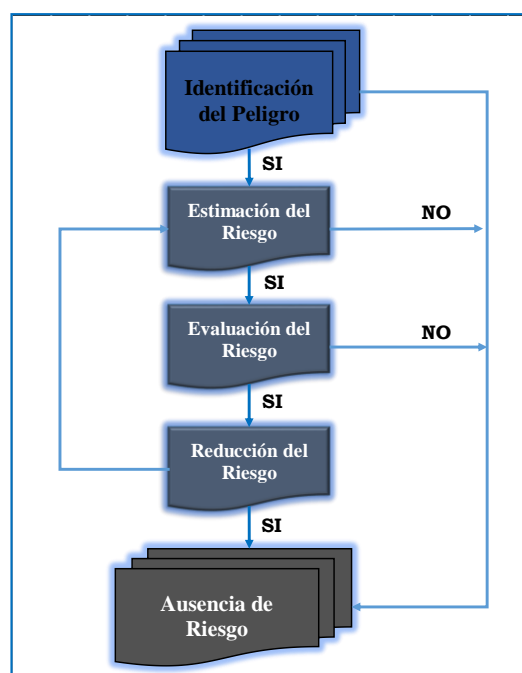 Identificación
del Peligro
SI
Estimación del
Riesgo
NO
SI
Evaluación del
Riesgo
NO
SI
Reducción del
Riesgo
SI
Ausencia de
Riesgo